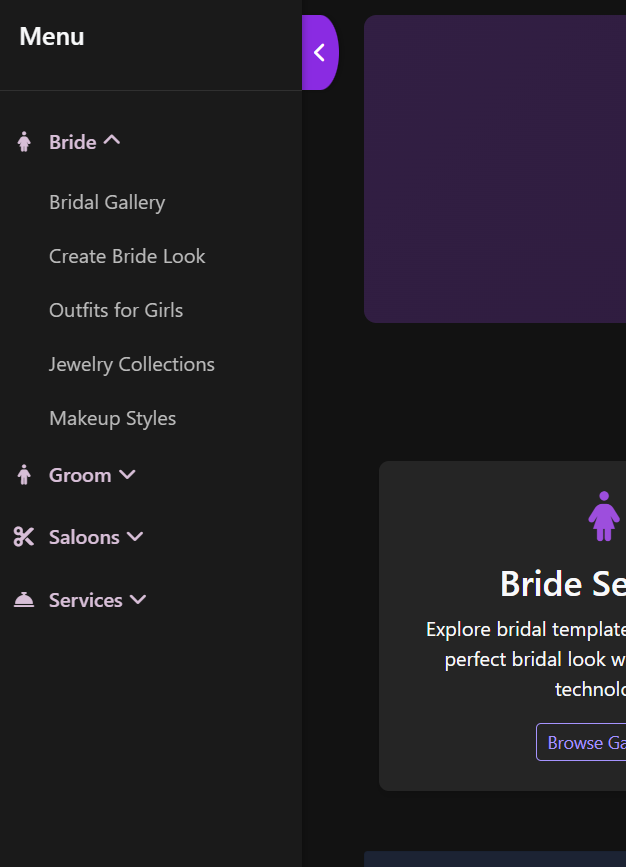 Menu
Bride
Bridal Gallery
Create Bride Look
Outfits for Girls
Jewelry Collections
Makeup Styles
Groom
Saloons
Services
Bride Se
Explore bridal template
perfect bridal look w
technolo
Browse Ga